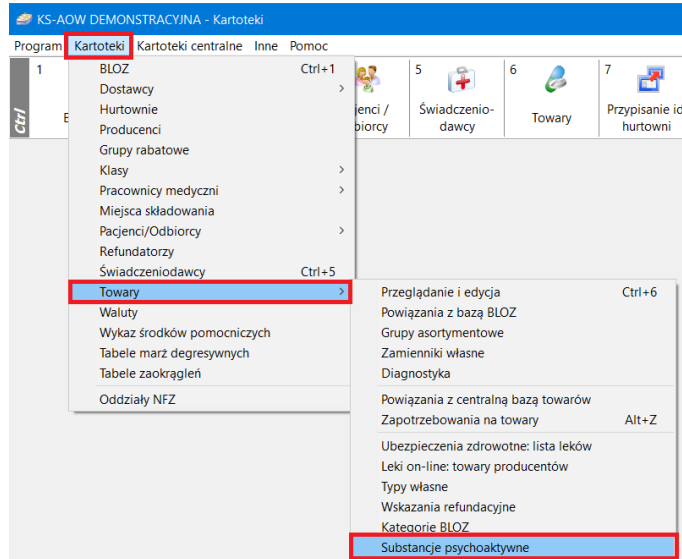 KS-AOW DEMONSTRACYJNA - Kartoteki
Program Kartoteki Kartoteki centralne Inne Pomoc
Ctrl
1
5
6
7
Świadczenio-
dawcy
Towary
Przypisanie id
hurtowni
BLOZ Ctrl+1
Dostawcy
Hurtownie
Producenci
Grupy rabatowe
Klasy
Pracownicy medyczni
Miejsca składowania
Pacjenci/Odbiorcy
Refundatorzy
Świadczeniodawcy Ctrl+5
Towary
Waluty
Wykaz środków pomocniczych
Tabele marż degresywnych
Tabele zaokrągleń
Oddziały NFZ
Przeglądanie i edycja Ctrl+6
Powiązania z bazą BLOZ
Grupy asortymentowe
Zamienniki własne
Diagnostyka
Powiązania z centralną bazą towarów
Zapotrzebowania na towary Alt+Z
Ubezpieczenia zdrowotne: lista leków
Leki on-line: towary producentów
Typy własne
Wskazania refundacyjne
Kategorie BLOZ
Substancje psychoaktywne